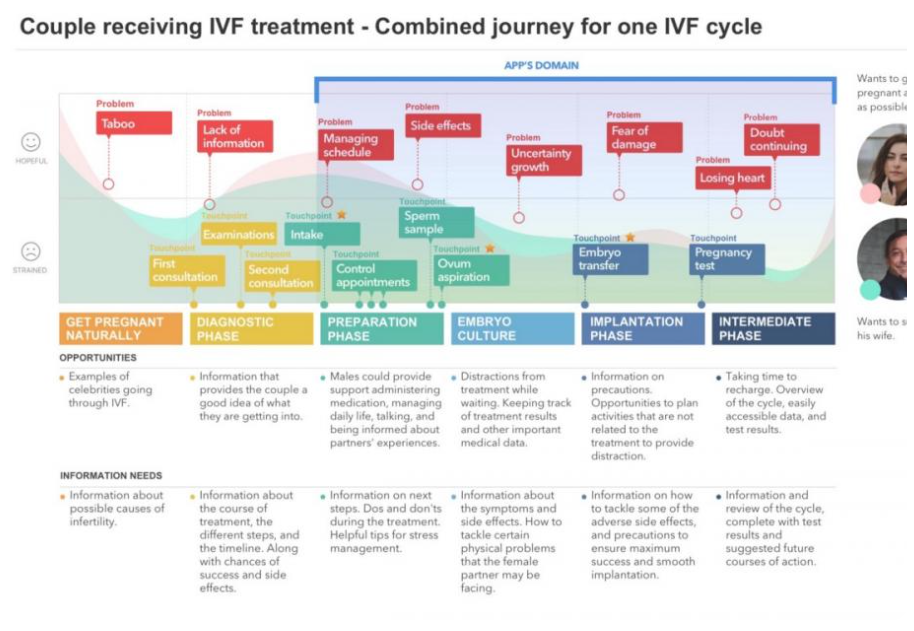 Couple receiving IVF treatment - Combined journey for one IVF cycle
APP'S DOMAIN
Wants to g
pregnant a
as possible
HOPEFUL
STRAINED
Problem
Taboo
Problem
Lack of
information
Problem
Managing
schedule
Problem
Side effects
Problem
Uncertainty
growth
Problem
Fear of
damage
Problem
Losing heart
Problem
Doubt
continuing
Touchpoint
First
consultation
Touchpoint
Examinations
Touchpoint
Second
consultation
Touchpoint
Intake
Touchpoint
Control
appointments
Touchpoint
Sperm
sample
Touchpoint
Ovum
aspiration
Touchpoint
Embryo
transfer
Touchpoint
Pregnancy
test
Wants to su
his wife.
GET PREGNANT
NATURALLY
DIAGNOSTIC
PHASE
PREPARATION
PHASE
EMBRYO
CULTURE
IMPLANTATION
PHASE
INTERMEDIATE
PHASE
OPPORTUNITIES
Examples of
celebrities going
through IVF.
Information that
provides the couple a
good idea of what
they are getting into.
Males could provide
support administering
medication, managing
daily life, talking, and
being informed about
partners' experiences.
Distractions from
treatment while
waiting. Keeping track
of treatment results
and other important
medical data.
Information on
precautions.
Opportunities to plan
activities that are not
related to the
treatment to provide
distraction.
Taking time to
recharge. Overview
of the cycle, easily
accessible data, and
test results.
INFORMATION NEEDS
Information about
possible causes of
infertility.
Information about
the course of
treatment, the
different steps, and
the timeline. Along
with chances of
success and side
effects.
Information on next
steps. Dos and don'ts
during the treatment.
Helpful tips for stress
management.
Information about
the symptoms and
side effects. How to
tackle certain
physical problems
that the female
partner may be
facing.
Information on how
to tackle some of the
adverse side effects,
and precautions to
ensure maximum
success and smooth
implantation.
Information and
review of the cycle,
complete with test
results and
suggested future
courses of action.